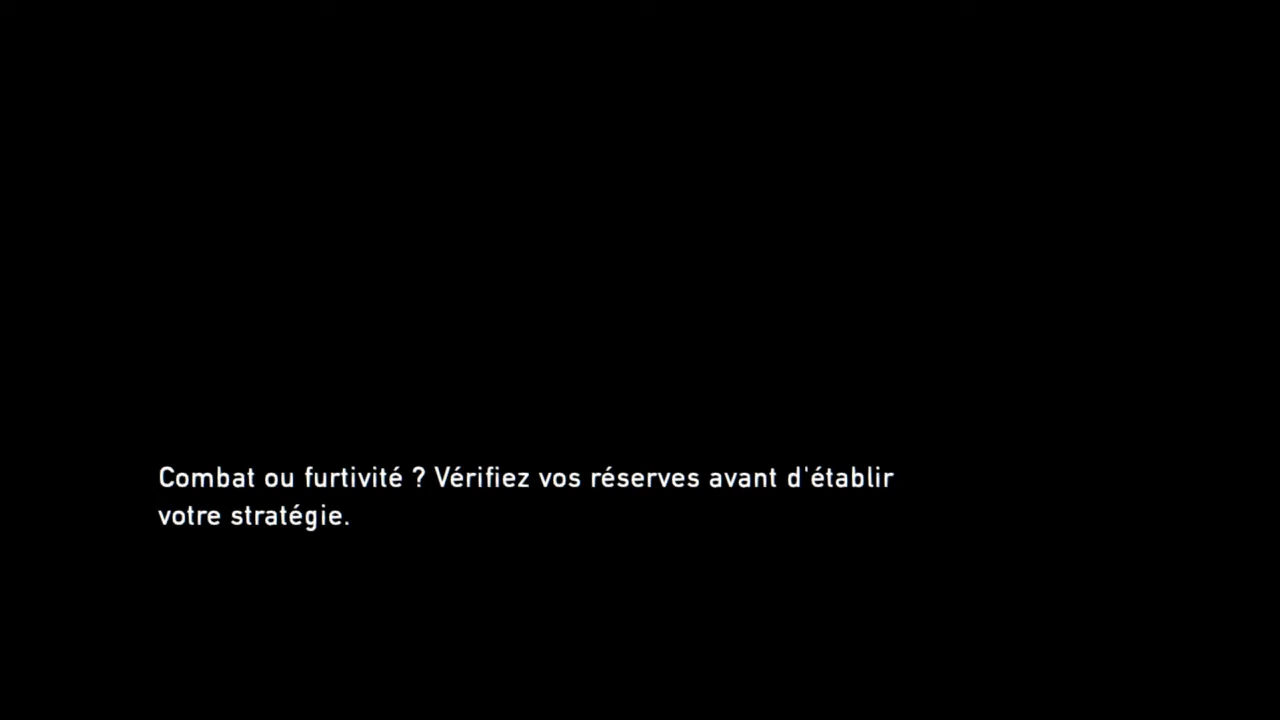 Combat ou furtivité ? Vérifiez vos réserves avant d'établir
votre stratégie.